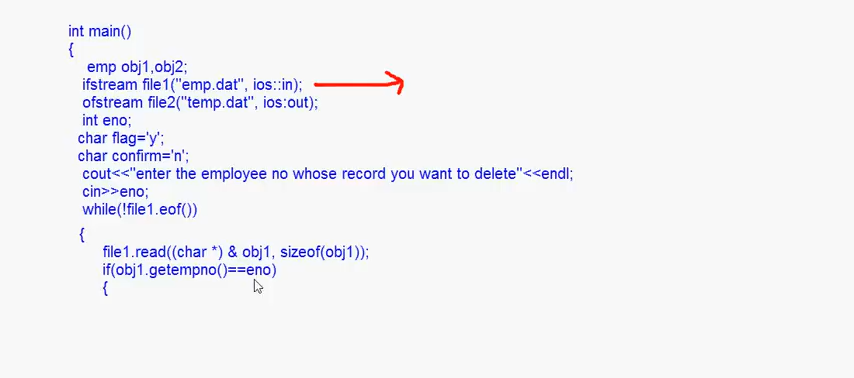 int main()
{
emp obj1,obj2;
ifstream file1("emp.dat", ios::in);
ofstream file2("temp.dat", ios:out);
int eno;
char flag='y';
char confirm='n';
cout<<"enter the employee no whose record you want to delete"<<endl;
cin>>eno;
while(!file1.eof())
{
file1.read((char *) & obj1, sizeof(obj1));
if(obj1.getempno()==eno)
{